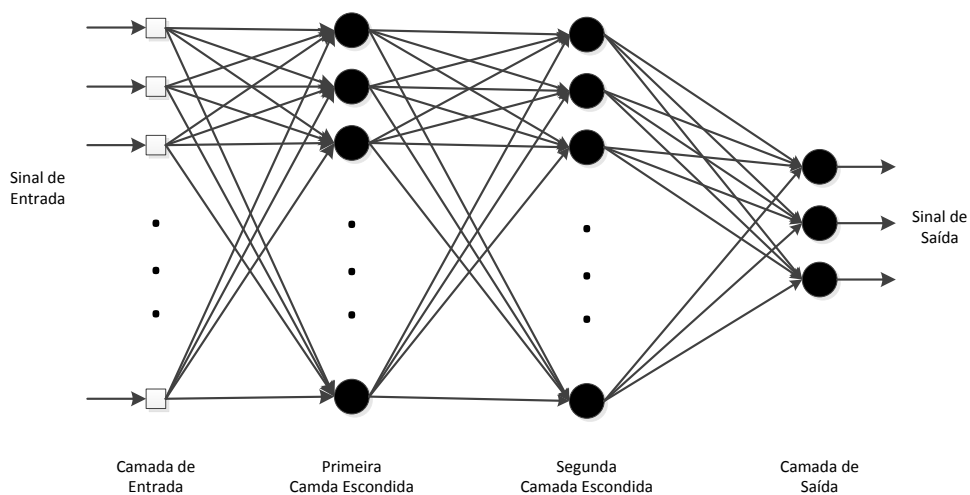 Sinal de
Entrada
Sinal de
Saída
Camada de
Entrada
Primeira
Camda Escondida
Segunda
Camada Escondida
Camada de
Saída